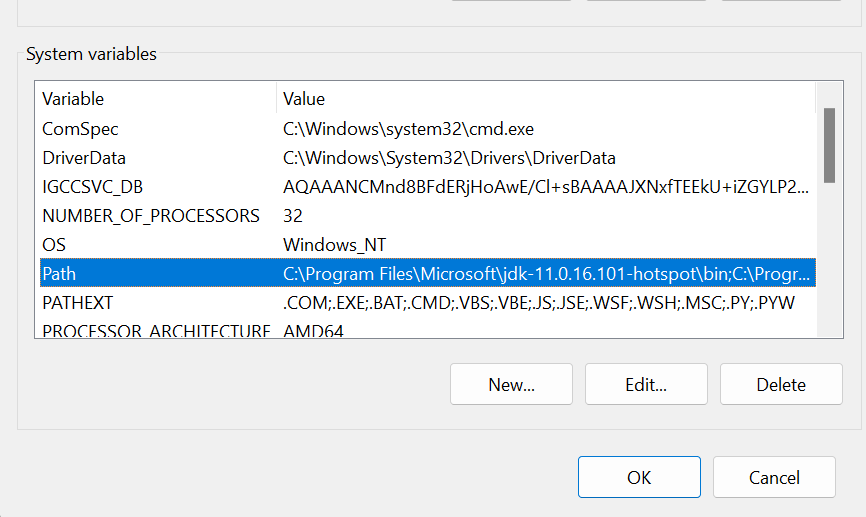 System variables
Variable Value
ComSpec C:\Windows\system32\cmd.exe
DriverData C:\Windows\System32\Drivers\DriverData
IGCCSVC_DB AQAAANCMnd8BFdERjHoAwE/Cl+sBAAAAJXNxfTEEkU+iZGYLP2...
NUMBER_OF_PROCESSORS 32
OS Windows_NT
Path C:\Program Files\Microsoft\jdk-11.0.16.101-hotspot\bin;C:\Progr...
PATHEXT .COM;.EXE;.BAT;.CMD;.VBS;.VBE;.JS;.JSE;.WSF;.WSH;.MSC;.PY;.PYW
PROCESSOR_ARCHITECTURE AMD64
New... Edit... Delete
OK Cancel